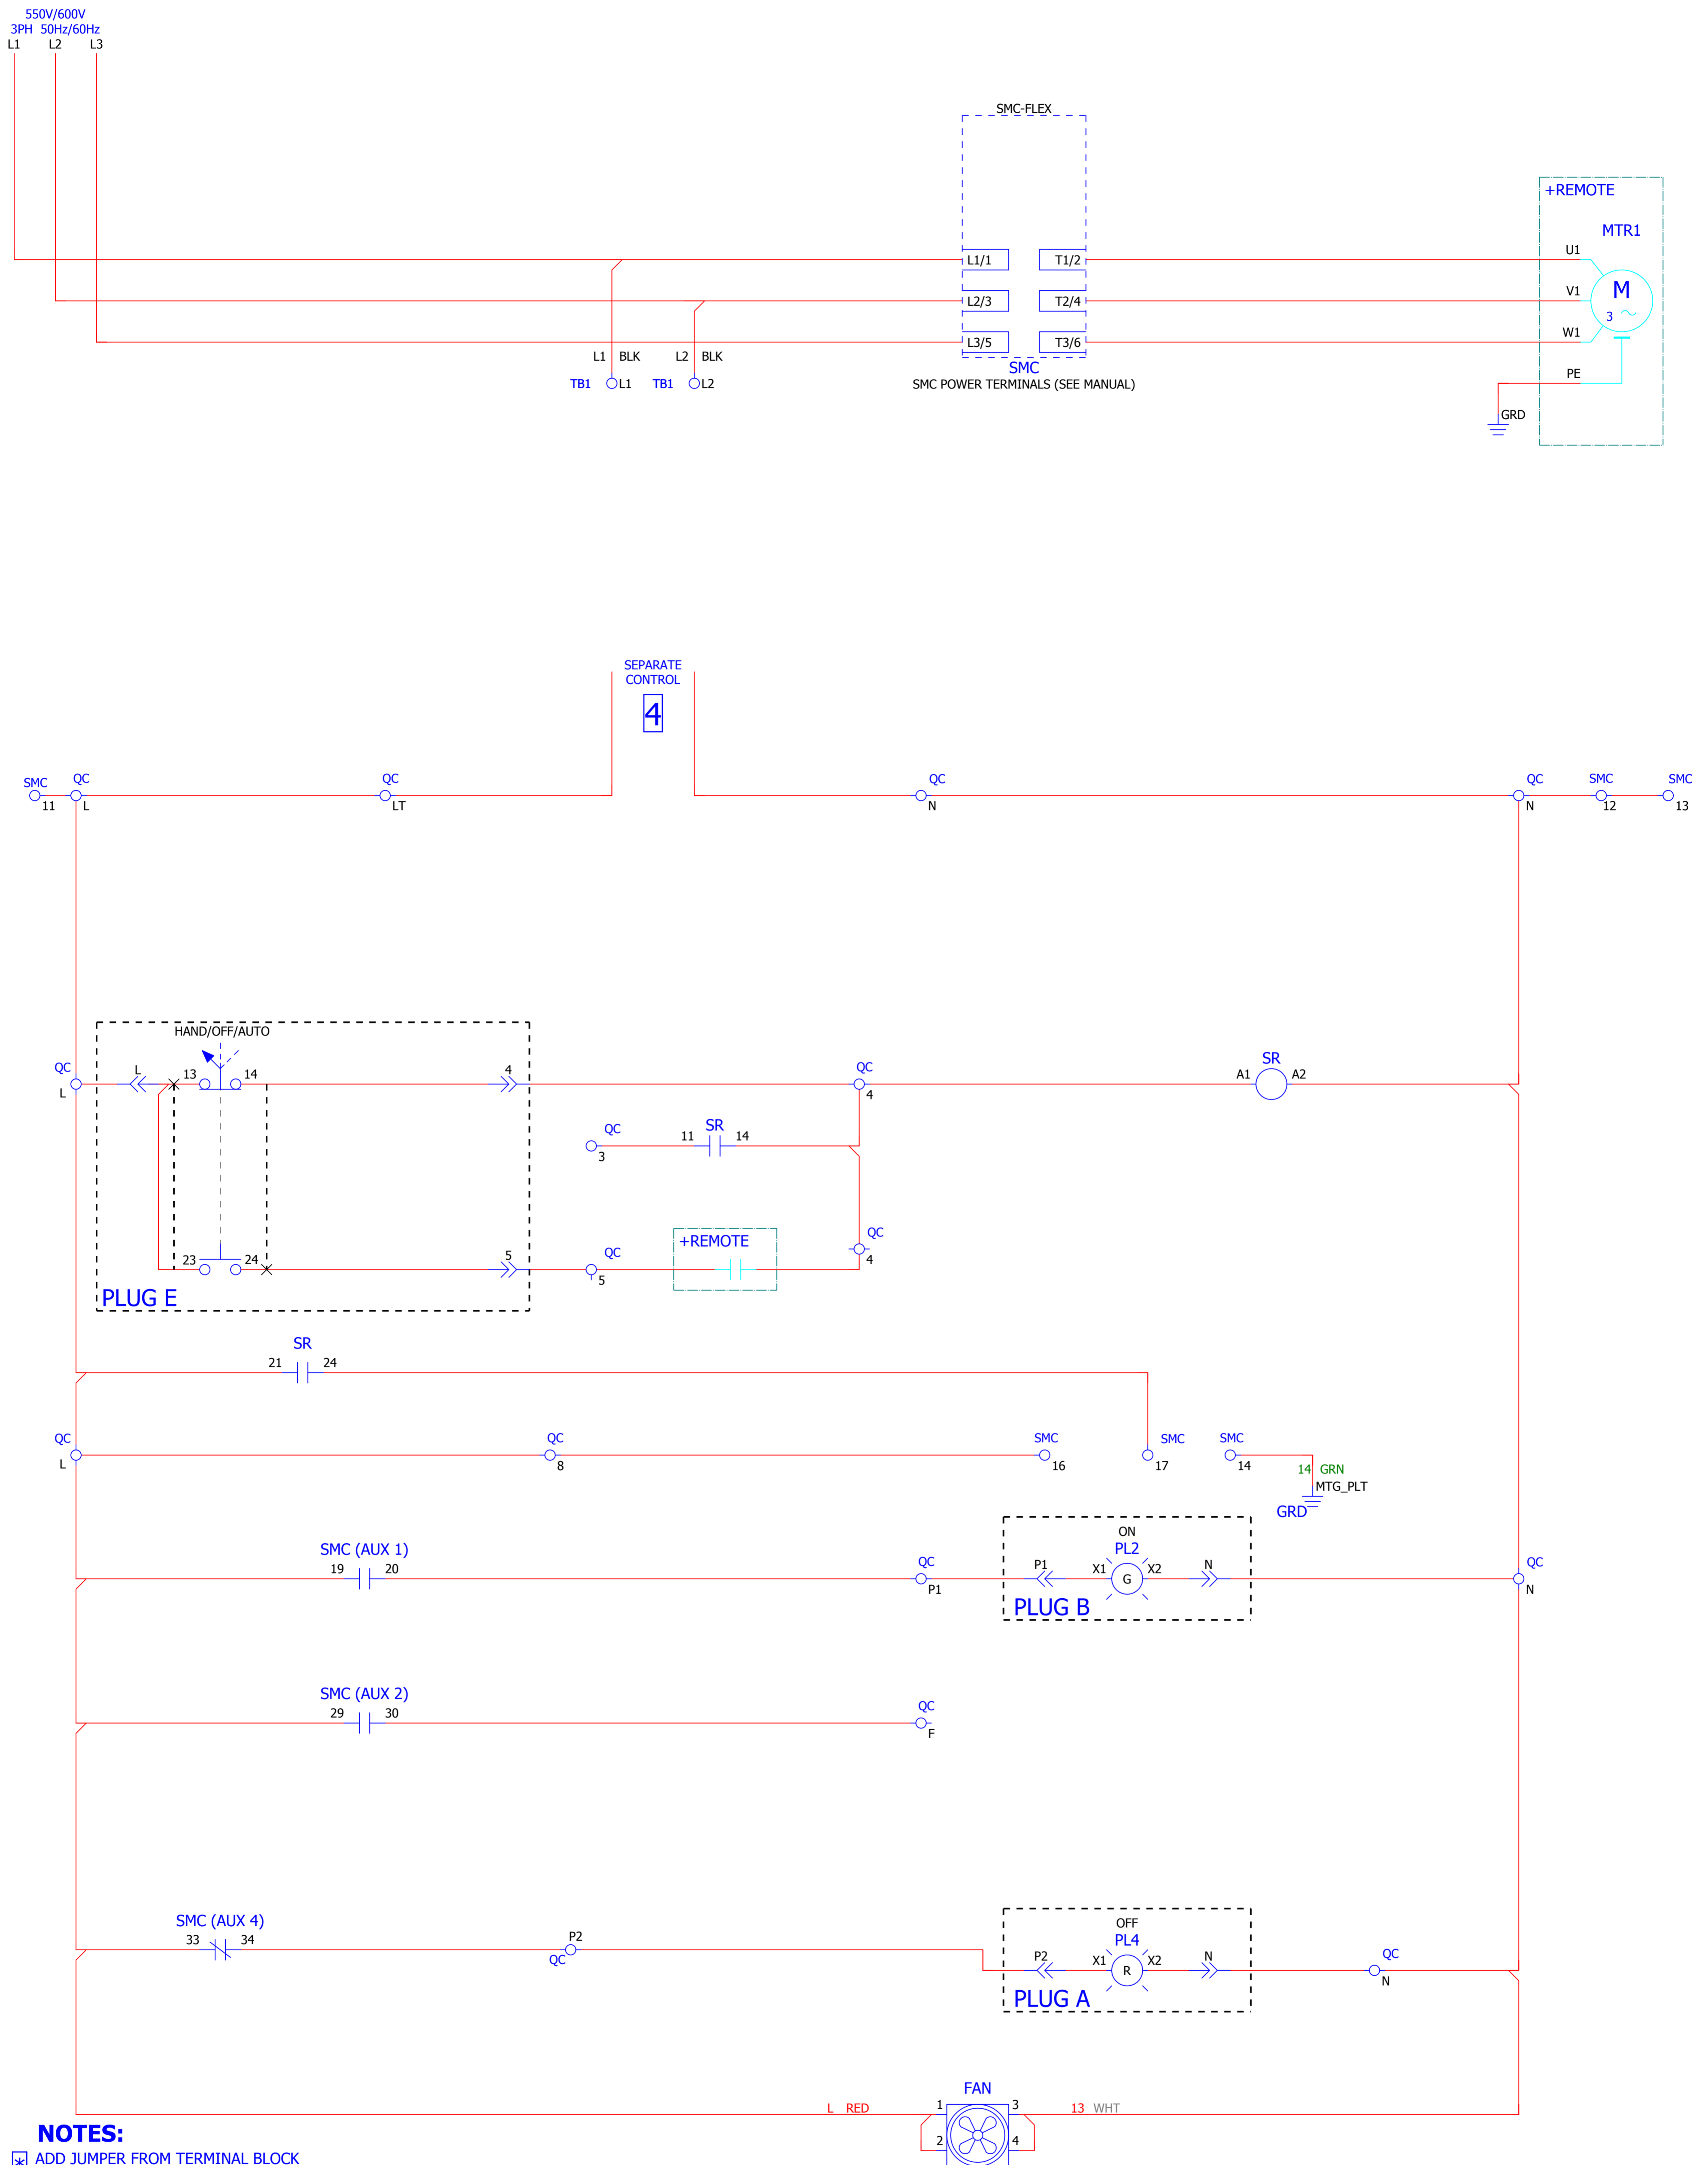 550V/600V
3PH 50Hz/60Hz
L1 L2 L3
SMC-FLEX
+REMOTE
MTR1
L1/1 T1/2 U1
L2/3 T2/4 V1 M
3
L3/5 T3/6 W1
L1 BLK L2 BLK
SMC
TB1 L1 TB1 L2
SMC POWER TERMINALS (SEE MANUAL)
PE
GRD
SEPARATE
CONTROL
4
SMC QC QC QC QC SMC SMC
11 L LT N N 12 13
HAND/OFF/AUTO
QC L 13 14 4 QC SR
A1 A2
L 4
QC SR
11 14
3
QC
+REMOTE
QC
23 24 5
4
5
PLUG E
SR
21 24
QC QC SMC SMC SMC
L 8 16 17 14
14 GRN
MTG_PLT
GRD
ON
SMC (AUX 1) PL2
19 20 QC P1 X1 G X2 N QC
P1 N
PLUG B
SMC (AUX 2)
29 30 QC
F
SMC (AUX 4) OFF
33 34 P2 PL4
QC P2 X1 R X2 N QC
N
PLUG A
FAN
L RED 1 3 13 WHT
2 4
NOTES:
* ADD JUMPER FROM TERMINAL BLOCK